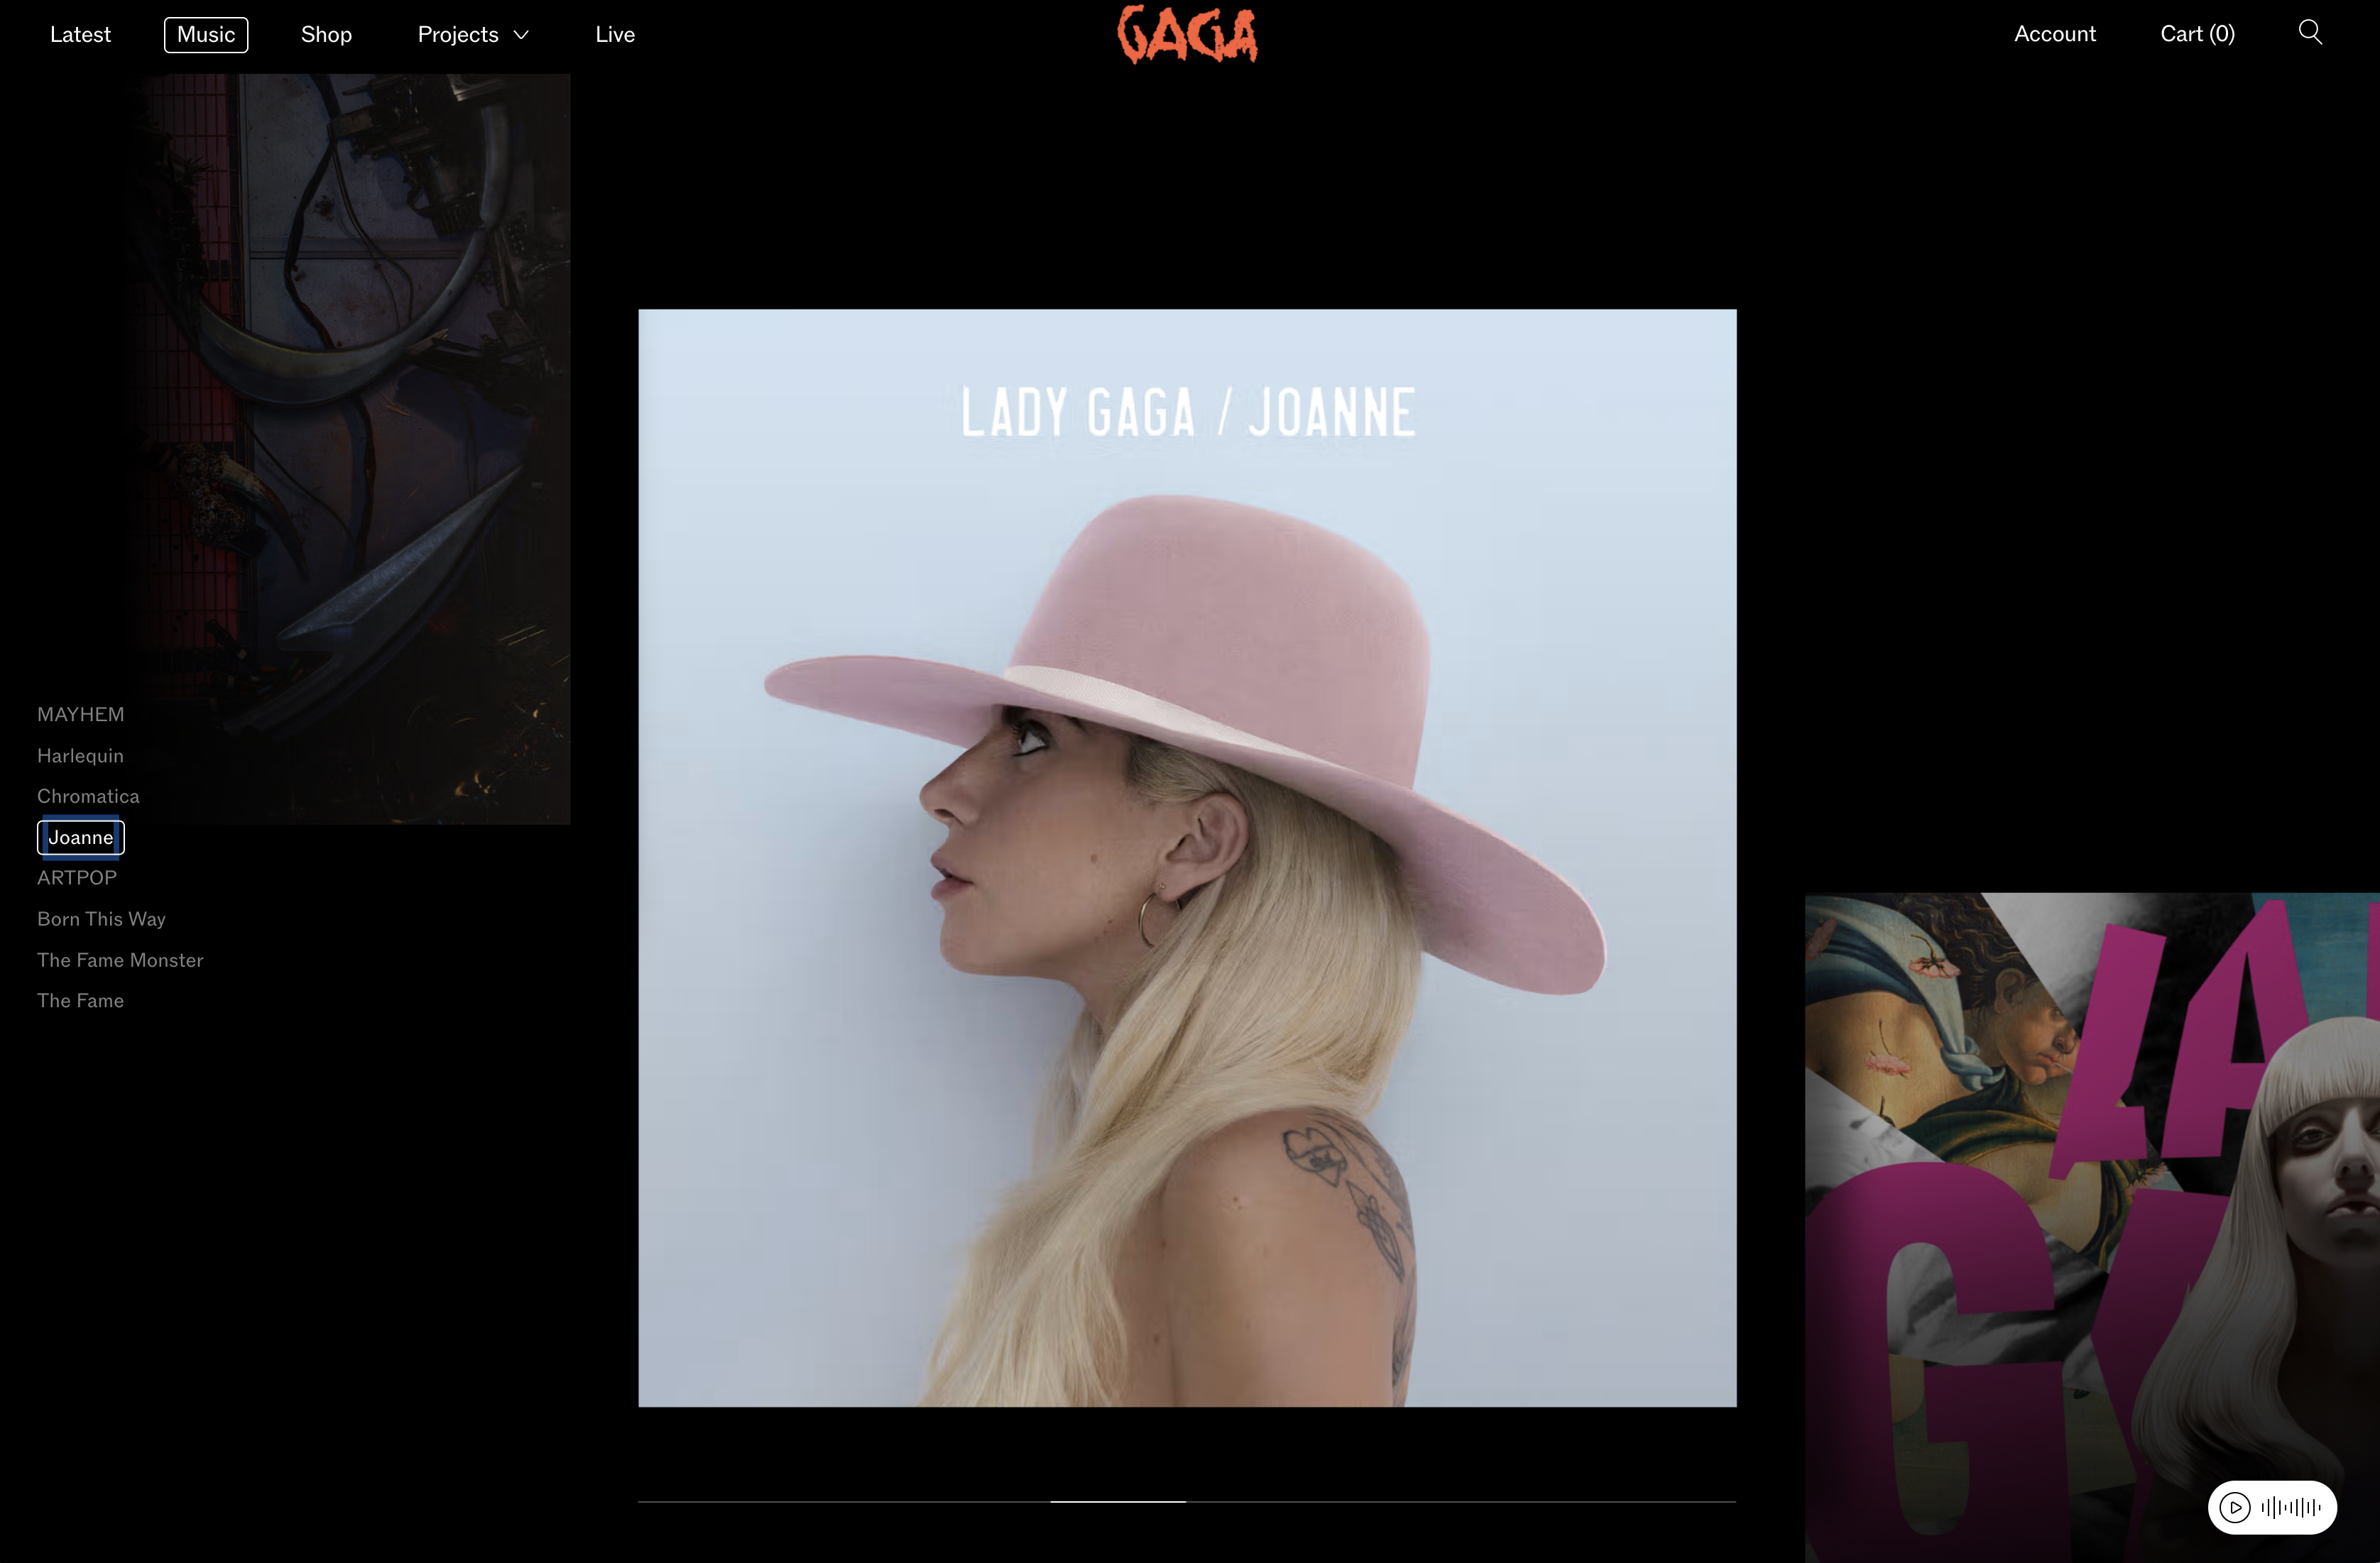 Latest
Music
Shop
Projects
Live
GAGA
Account
Cart (0)
LADY GAGA / JOANNE
MAYHEM
Harlequin
Chromatica
Joanne
ARTPOP
Born This Way
The Fame Monster
The Fame